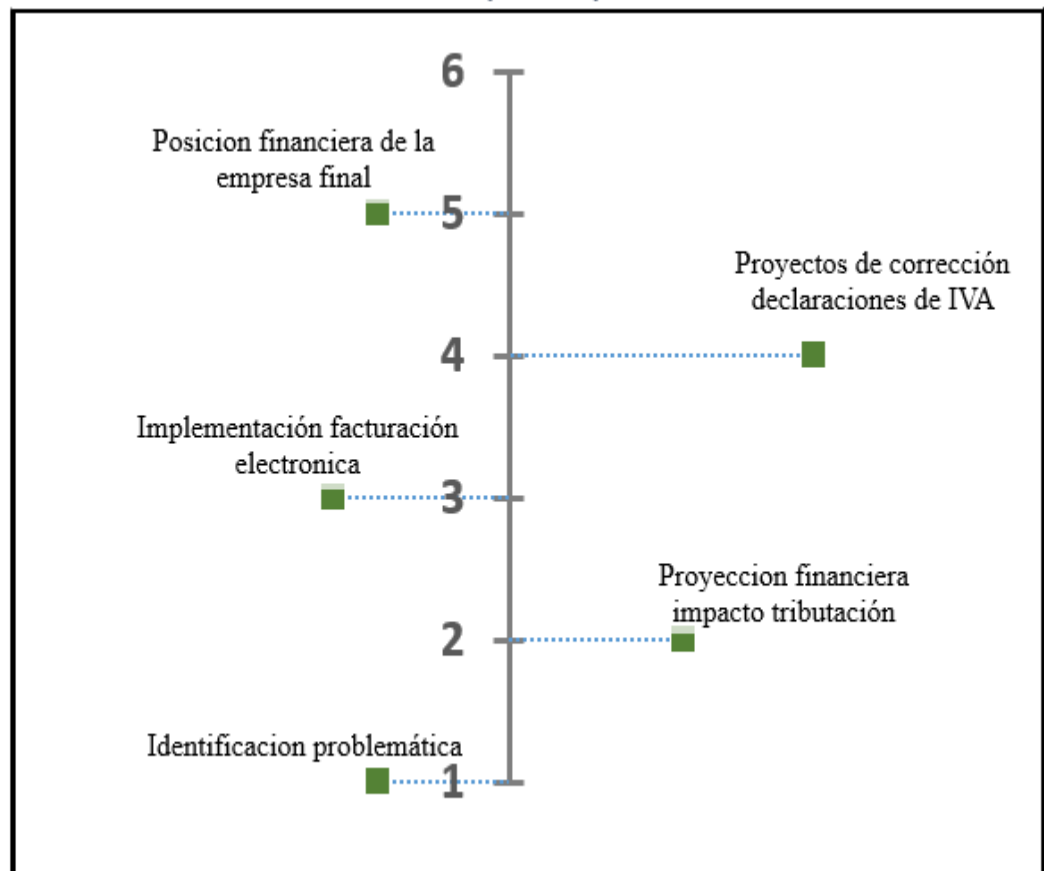 6
Posicion financiera de la
empresa final
5
Proyectos de corrección
declaraciones de IVA
4
Implementación facturación
electronica
3
Proyeccion financiera
impacto tributación
2
Identificacion problemática
1